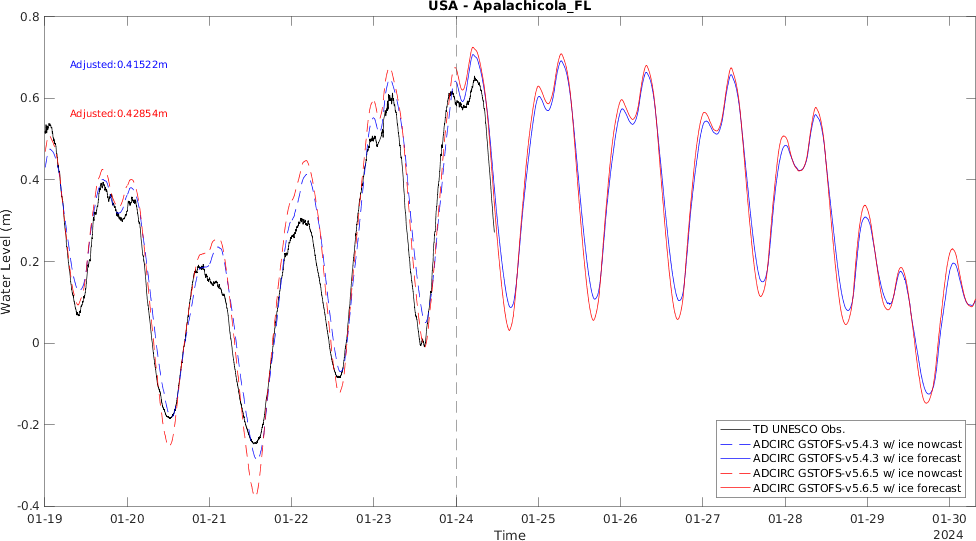 USA - Apalachicola_FL
0.8
Adjusted:0.41522m
0.6
Adjusted:0.42854m
0.4
Water Level (m)
0.2
0
-0.2
-0.4
TD UNESCO Obs.
ADCIRC GSTOFS-v5.4.3 w/ ice nowcast
ADCIRC GSTOFS-v5.4.3 w/ ice forecast
ADCIRC GSTOFS-v5.6.5 w/ ice nowcast
ADCIRC GSTOFS-v5.6.5 w/ ice forecast
01-19 01-20 01-21 01-22 01-23 01-24 01-25 01-26 01-27 01-28 01-29 01-30
Time
2024